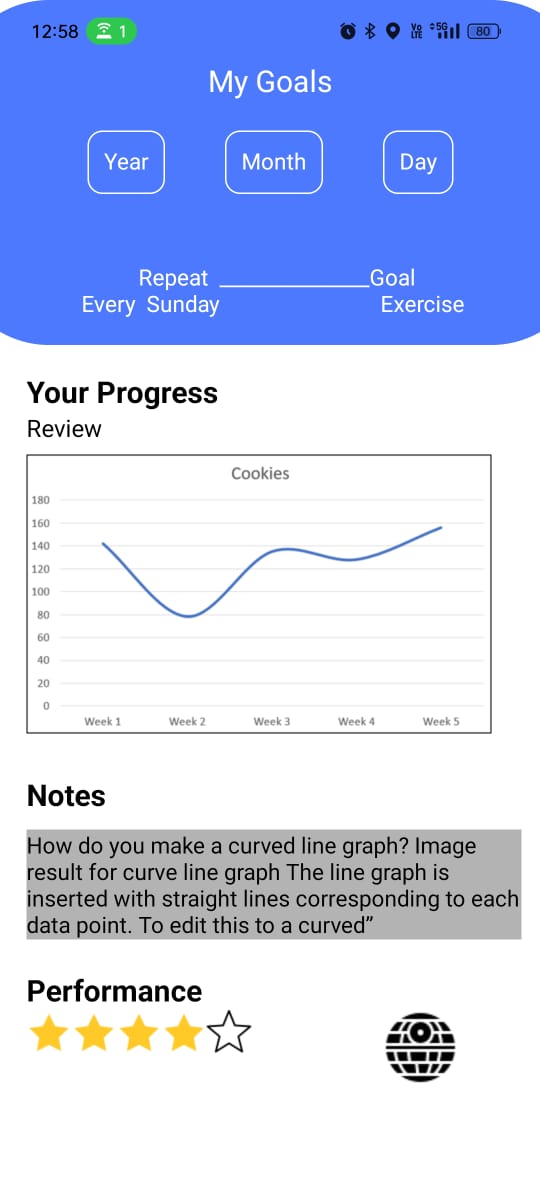 12:58 1 Vo LTE 5G 80
My Goals
Year Month Day
Repeat ______________Goal
Every Sunday Exercise
Your Progress
Review
Cookies
180
160
140
120
100
80
60
40
20
0
Week 1 Week 2 Week 3 Week 4 Week 5
Notes
How do you make a curved line graph? Image
result for curve line graph The line graph is
inserted with straight lines corresponding to each
data point. To edit this to a curved”
Performance